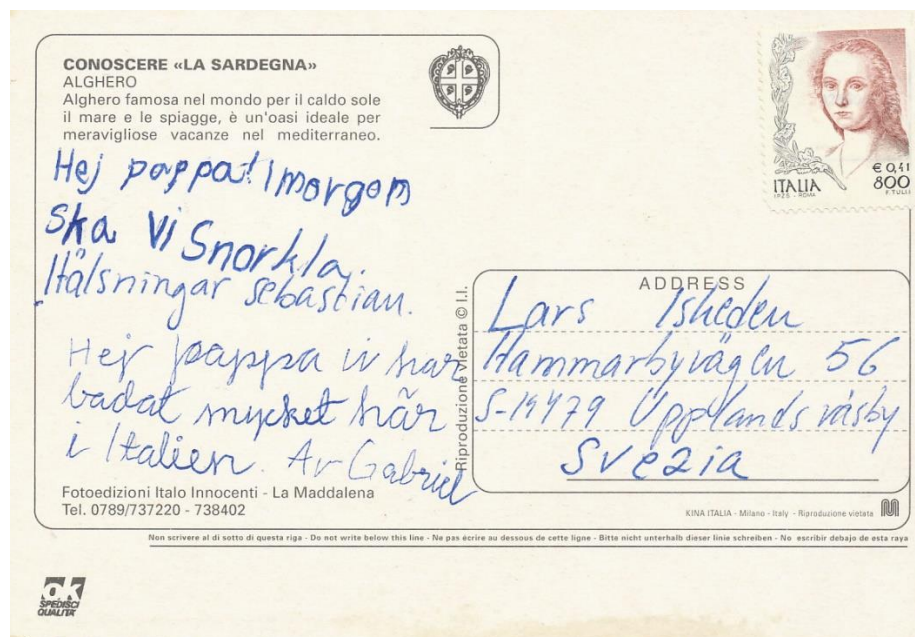 CONOSCERE «LA SARDEGNA»
ALGHERO
Alghero famosa nel mondo per il caldo sole
il mare e le spiagge, è un'oasi ideale per
meravigliose vacanze nel mediterraneo.
Hej pappa! Imorgon
ska vi Snorkla.
Hälsningar sebastian.
Hej pappa vi har
badat mycket här
i Italien. Av Gabriel
Fotoedizioni Italo Innocenti - La Maddalena
Tel. 0789/737220 - 738402
Riproduzione vietata © I.I.
€ 0,41
ITALIA 800
I.P.Z.S. - ROMA F. TULLI
ADDRESS
Lars Isheden
Hammarbyvägen 56
S-19479 Upplands väsby
Svezia
KINA ITALIA - Milano - Italy - Riproduzione vietata
Non scrivere al di sotto di questa riga - Do not write below this line - Ne pas écrire au dessous de cette ligne - Bitte nicht unterhalb dieser linie schreiben - No escribir debajo de esta raya
ok
SPEDISCI
QUALITA'